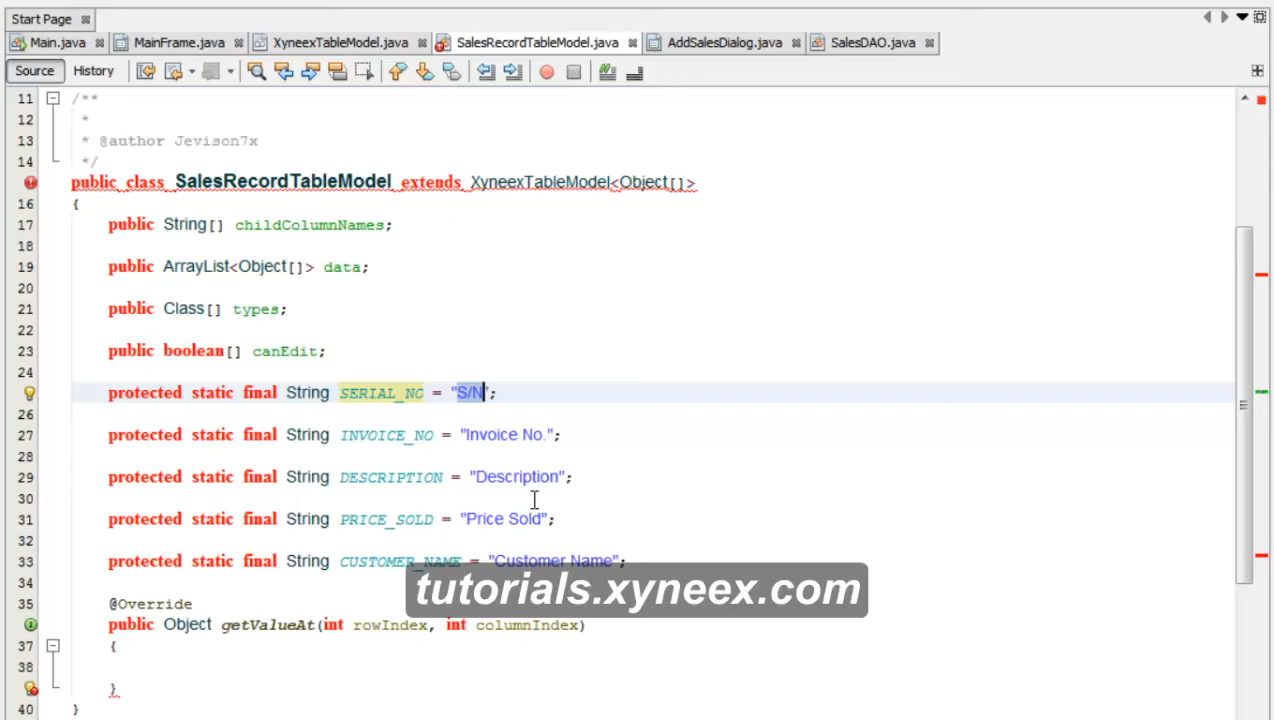 Start Page
Main.java MainFrame.java XyneexTableModel.java SalesRecordTableModel.java AddSalesDialog.java SalesDAO.java
Source History
11 /**
12 *
13 * @author Jevison7x
14 */
public class SalesRecordTableModel extends XyneexTableModel<Object[]>
16 {
17 public String[] childColumnNames;
18
19 public ArrayList<Object[]> data;
20
21 public Class[] types;
22
23 public boolean[] canEdit;
24
protected static final String SERIAL_NO = "S/N";
26
27 protected static final String INVOICE_NO = "Invoice No.";
28
29 protected static final String DESCRIPTION = "Description";
30
31 protected static final String PRICE_SOLD = "Price Sold";
32
33 protected static final String CUSTOMER_NAME = "Customer Name";
34
tutorials.xyneex.com
35 @Override
public Object getValueAt(int rowIndex, int columnIndex)
37 {
38
}
40 }